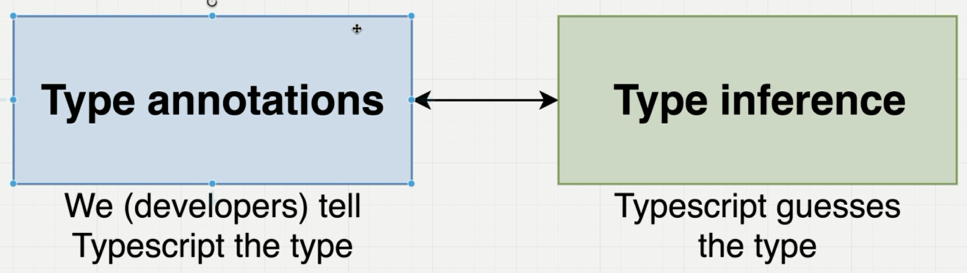 Type annotations
We (developers) tell
Typescript the type
Type inference
Typescript guesses
the type